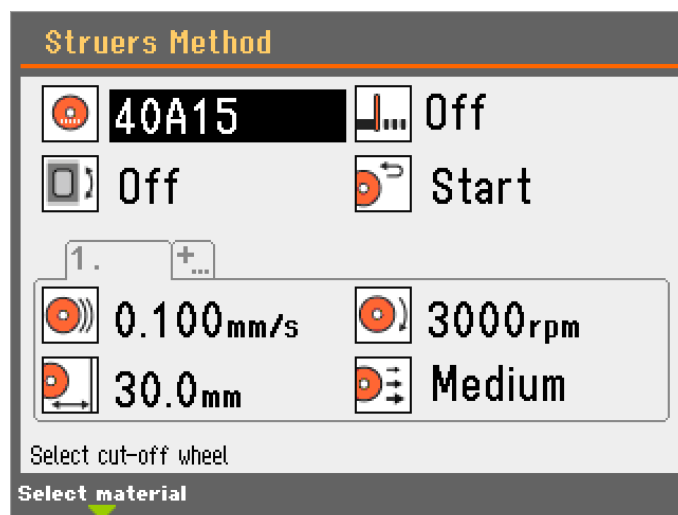 Struers Method
40A15 Off
Off Start
1. +...
0.100mm/s 3000rpm
30.0mm Medium
Select cut-off wheel
Select material